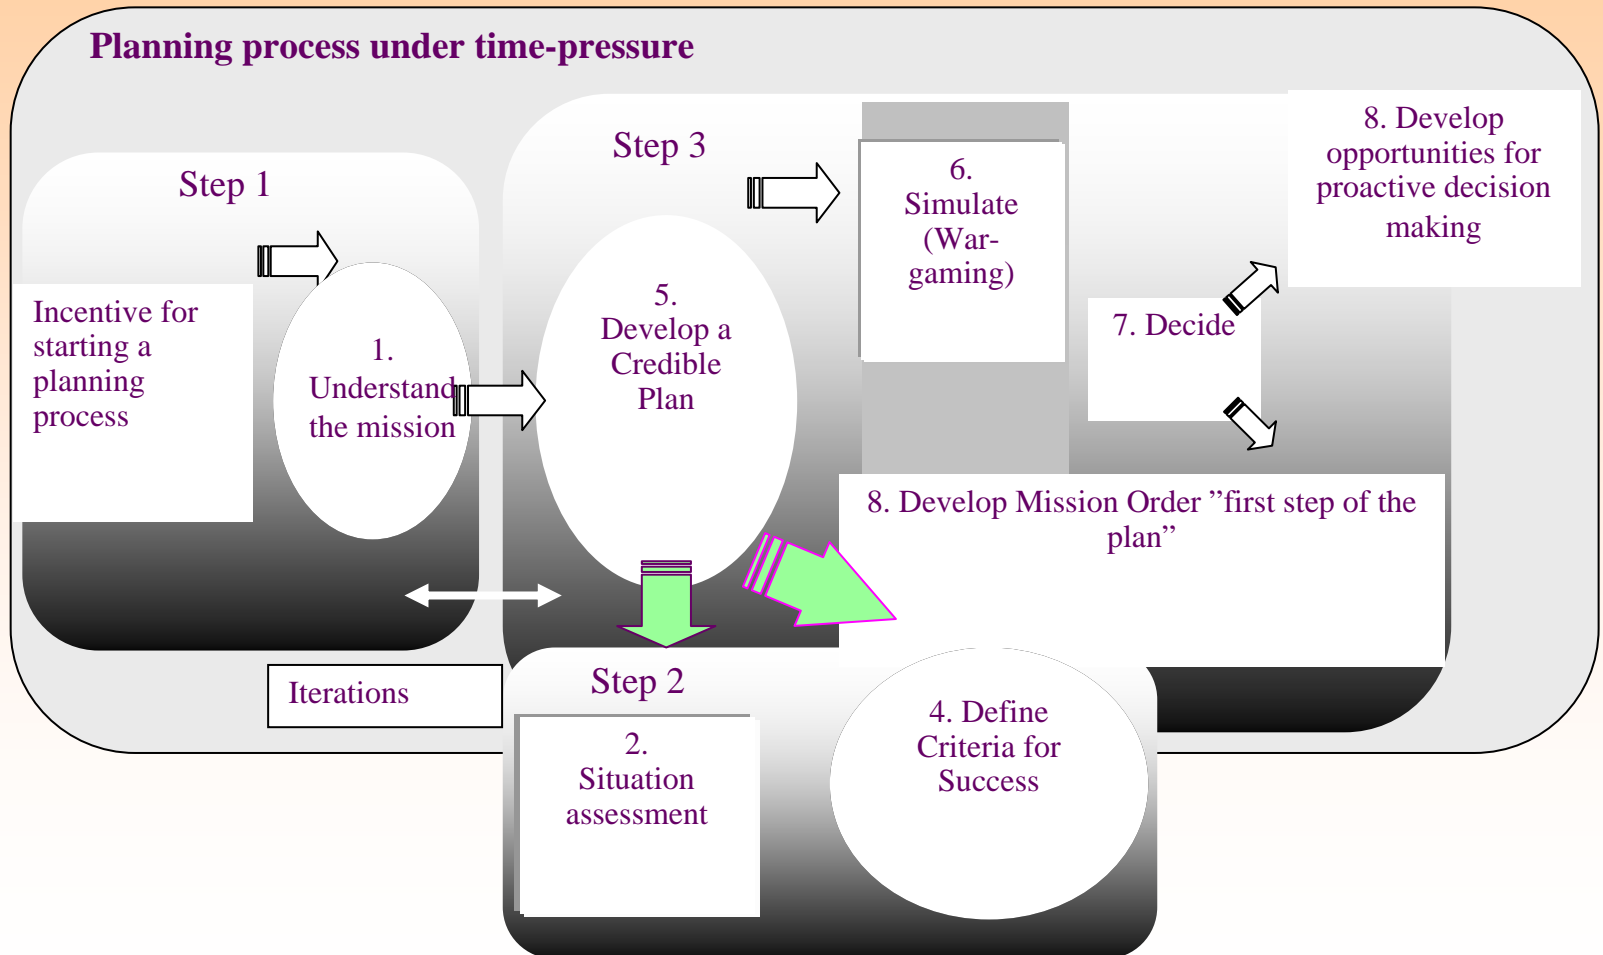 Planning process under time-pressure
Step 1
Incentive for
starting a
planning
process
1.
Understand
the mission
Iterations
Step 3
5.
Develop a
Credible
Plan
6.
Simulate
(War-
gaming)
7. Decide
8. Develop
opportunities for
proactive decision
making
8. Develop Mission Order ”first step of the
plan”
Step 2
2.
Situation
assessment
4. Define
Criteria for
Success